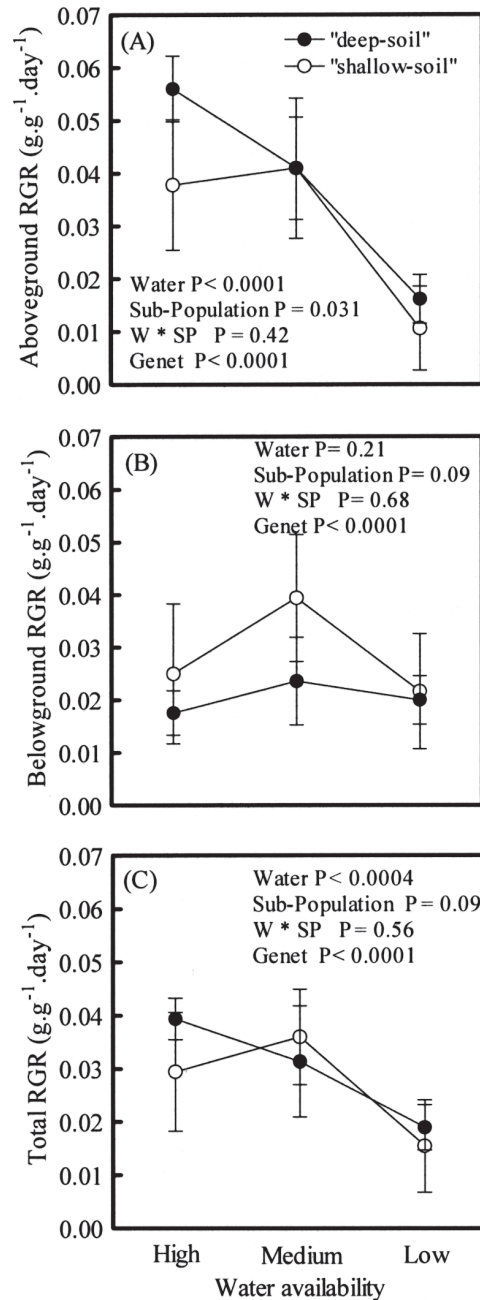 0.07
(A)
"deep-soil"
"shallow-soil"
0.06
0.05
0.04
0.03
0.02
0.01
0.00
Aboveground RGR (g.g⁻¹.day⁻¹)
Water P< 0.0001
Sub-Population P = 0.031
W * SP P = 0.42
Genet P< 0.0001
0.07
(B)
0.06
0.05
0.04
0.03
0.02
0.01
0.00
Belowground RGR (g.g⁻¹.day⁻¹)
Water P= 0.21
Sub-Population P= 0.09
W * SP P= 0.68
Genet P< 0.0001
0.07
(C)
0.06
0.05
0.04
0.03
0.02
0.01
0.00
Total RGR (g.g⁻¹.day⁻¹)
Water P< 0.0004
Sub-Population P = 0.09
W * SP P = 0.56
Genet P< 0.0001
High Medium Low
Water availability